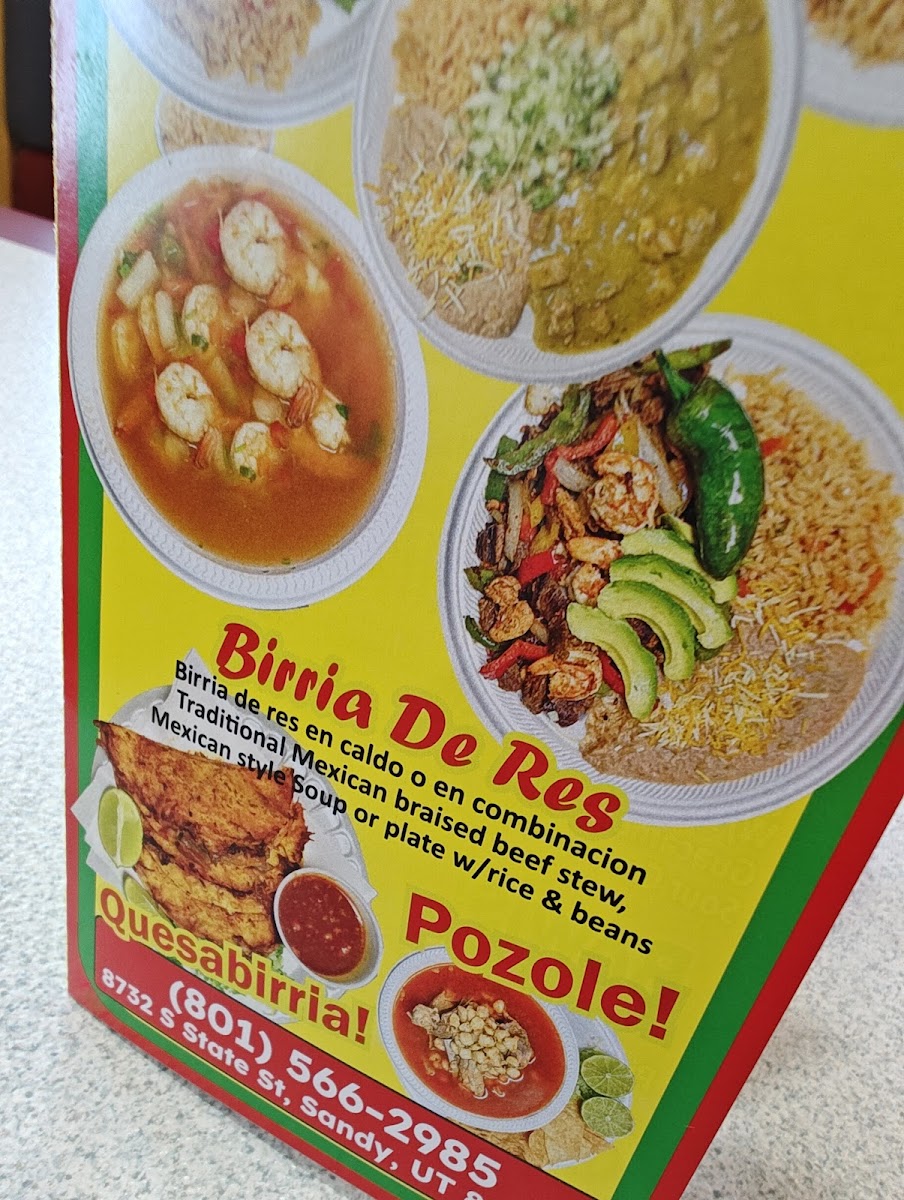 Birria De Res
Birria de res en caldo o en combinacion
Traditional Mexican braised beef stew,
Mexican style Soup or plate w/rice & beans
Quesabirria!
Pozole!
(801) 566-2985
8732 S State St, Sandy, UT 8